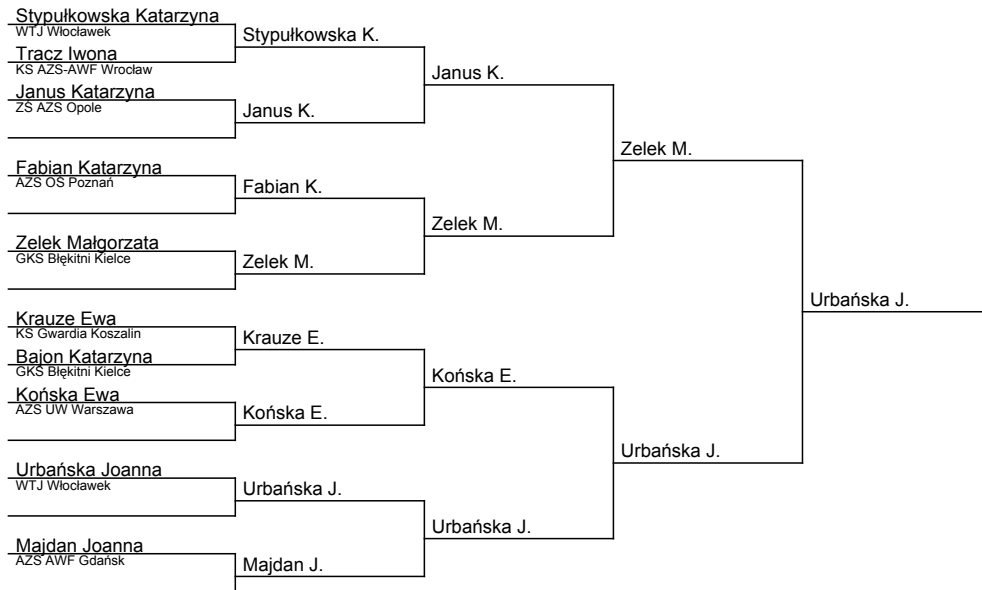 Stypułkowska Katarzyna
WTJ Włocławek
Tracz Iwona
KS AZS-AWF Wrocław
Janus Katarzyna
ZŚ AZS Opole
Fabian Katarzyna
AZS OŚ Poznań
Zelek Małgorzata
GKS Błękitni Kielce
Krauze Ewa
KS Gwardia Koszalin
Bajon Katarzyna
GKS Błękitni Kielce
Końska Ewa
AZS UW Warszawa
Urbańska Joanna
WTJ Włocławek
Majdan Joanna
AZS AWF Gdańsk
Stypułkowska K.
Janus K.
Fabian K.
Zelek M.
Krauze E.
Końska E.
Urbańska J.
Majdan J.
Janus K.
Zelek M.
Końska E.
Urbańska J.
Zelek M.
Urbańska J.
Urbańska J.